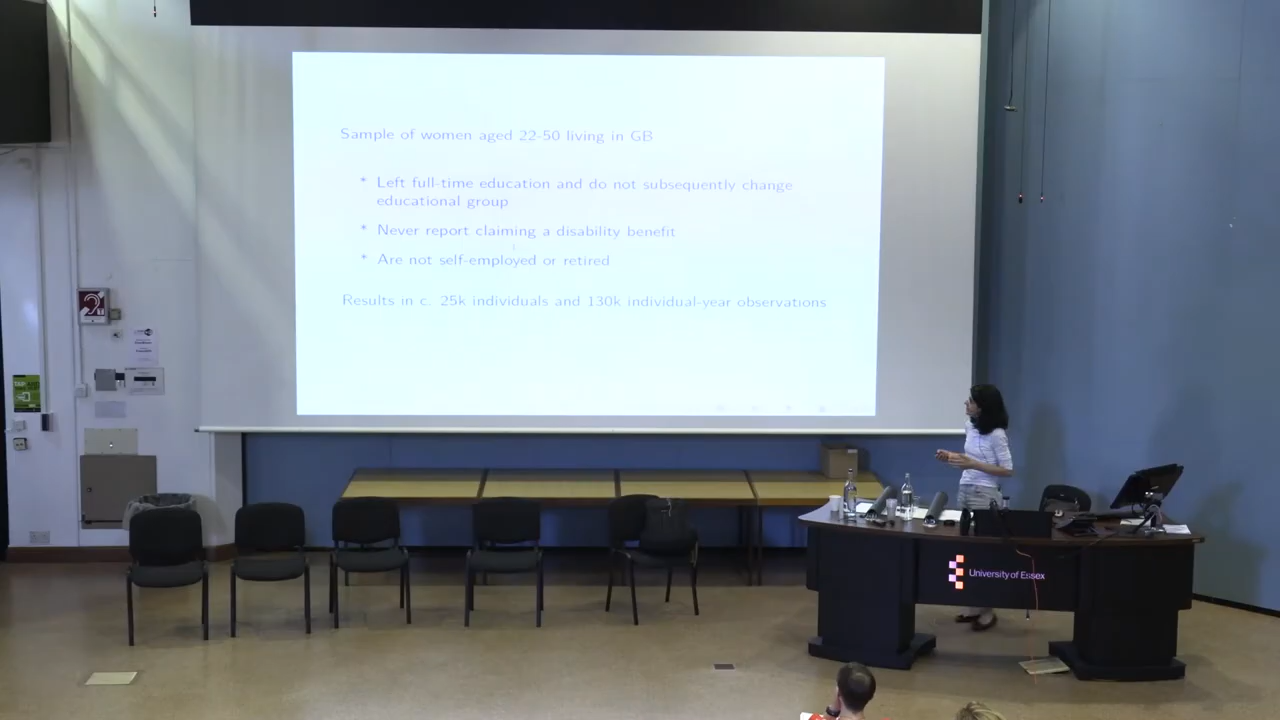 Sample of women aged 22-50 living in GB
* Left full-time education and do not subsequently change
educational group
* Never report claiming a disability benefit
* Are not self-employed or retired
Results in c. 25k individuals and 130k individual-year observations
University of Essex